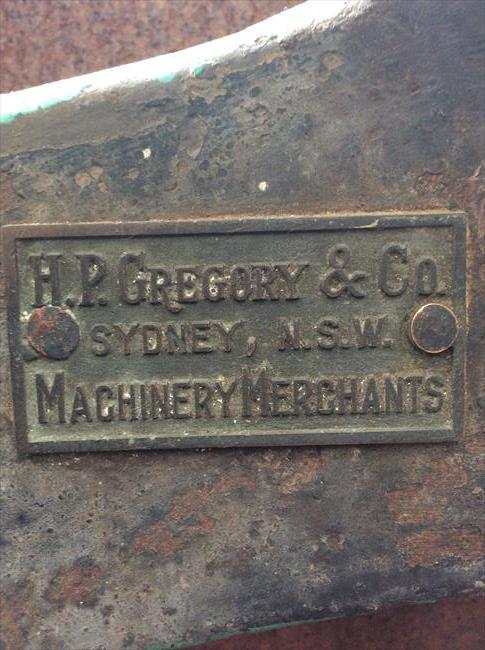 H.P. GREGORY & CO.
SYDNEY, N.S.W.
MACHINERY MERCHANTS